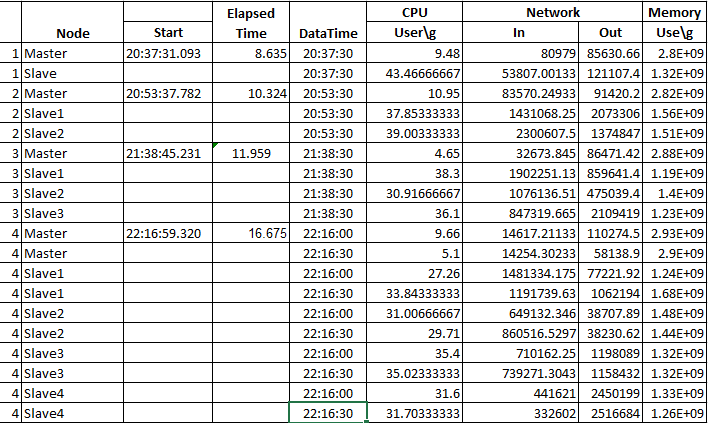 Elapsed CPU Network Memory
Node Start Time DataTime User\g In Out Use\g
1 Master 20:37:31.093 8.635 20:37:30 9.48 80979 85630.66 2.8E+09
1 Slave 20:37:30 43.46666667 53807.00133 121107.4 1.32E+09
2 Master 20:53:37.782 10.324 20:53:30 10.95 83570.24933 91420.2 2.82E+09
2 Slave1 20:53:30 37.85333333 1431068.25 2073306 1.56E+09
2 Slave2 20:53:30 39.00333333 2300607.5 1374847 1.51E+09
3 Master 21:38:45.231 11.959 21:38:30 4.65 32673.845 86471.42 2.88E+09
3 Slave1 21:38:30 38.3 1902251.13 859641.4 1.19E+09
3 Slave2 21:38:30 30.91666667 1076136.51 475039.4 1.4E+09
3 Slave3 21:38:30 36.1 847319.665 2109419 1.23E+09
4 Master 22:16:59.320 16.675 22:16:00 9.66 14617.21133 110274.5 2.93E+09
4 Master 22:16:30 5.1 14254.30233 58138.9 2.9E+09
4 Slave1 22:16:00 27.26 1481334.175 77221.92 1.24E+09
4 Slave1 22:16:30 33.84333333 1191739.63 1062194 1.68E+09
4 Slave2 22:16:00 31.00666667 649132.346 38707.89 1.48E+09
4 Slave2 22:16:30 29.71 860516.5297 38230.62 1.44E+09
4 Slave3 22:16:00 35.4 710162.25 1198089 1.32E+09
4 Slave3 22:16:30 35.02333333 739271.3043 1158432 1.32E+09
4 Slave4 22:16:00 31.6 441621 2450199 1.33E+09
4 Slave4 22:16:30 31.70333333 332602 2516684 1.26E+09